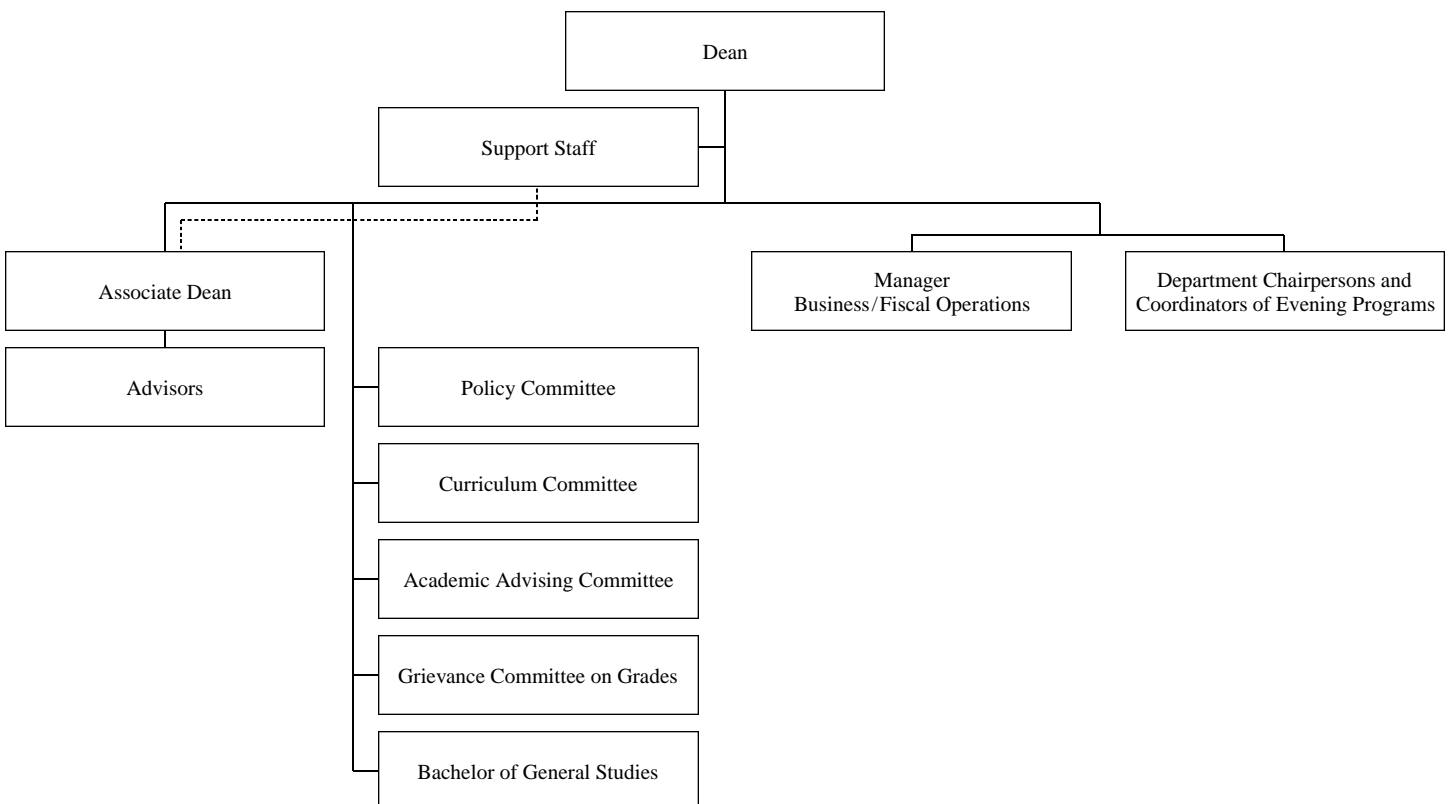 Dean
Support Staff
Associate Dean
Manager
Business/Fiscal Operations
Department Chairpersons and
Coordinators of Evening Programs
Advisors
Policy Committee
Curriculum Committee
Academic Advising Committee
Grievance Committee on Grades
Bachelor of General Studies